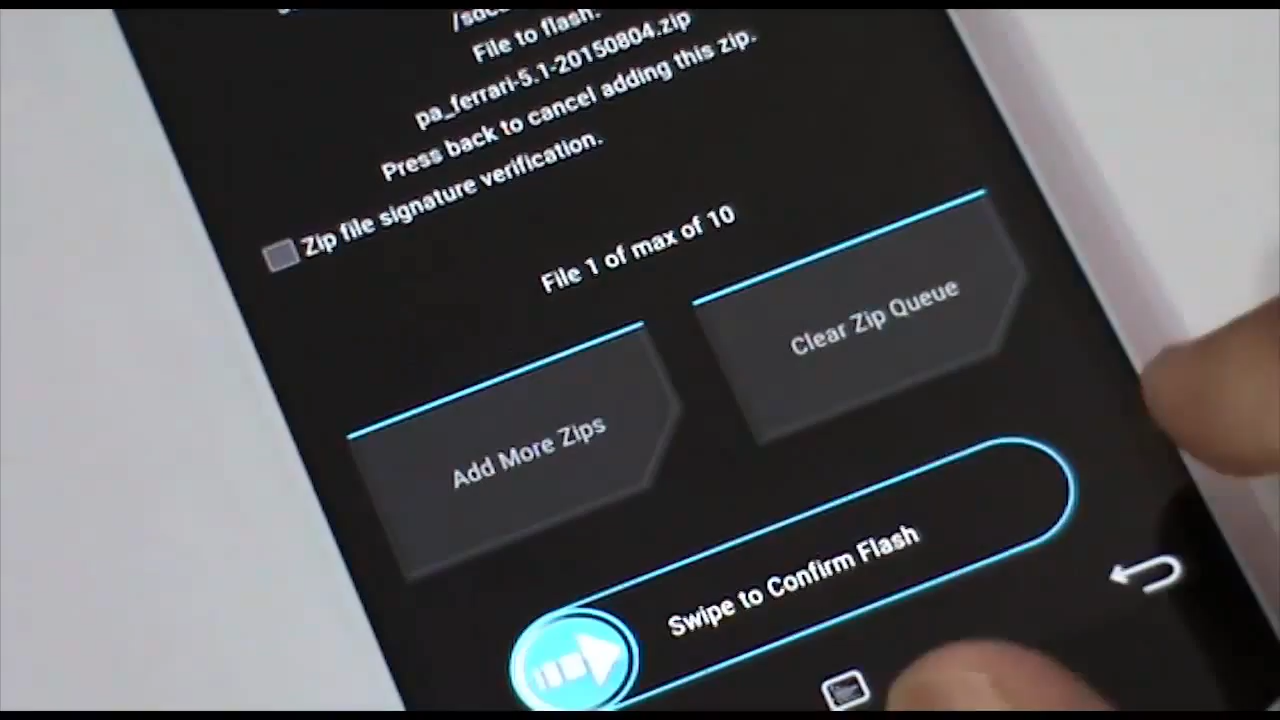 File to flash:
pa_ferrari-5.1-20150804.zip
Press back to cancel adding this zip.
Zip file signature verification.
File 1 of max of 10
Clear Zip Queue
Add More Zips
Swipe to Confirm Flash